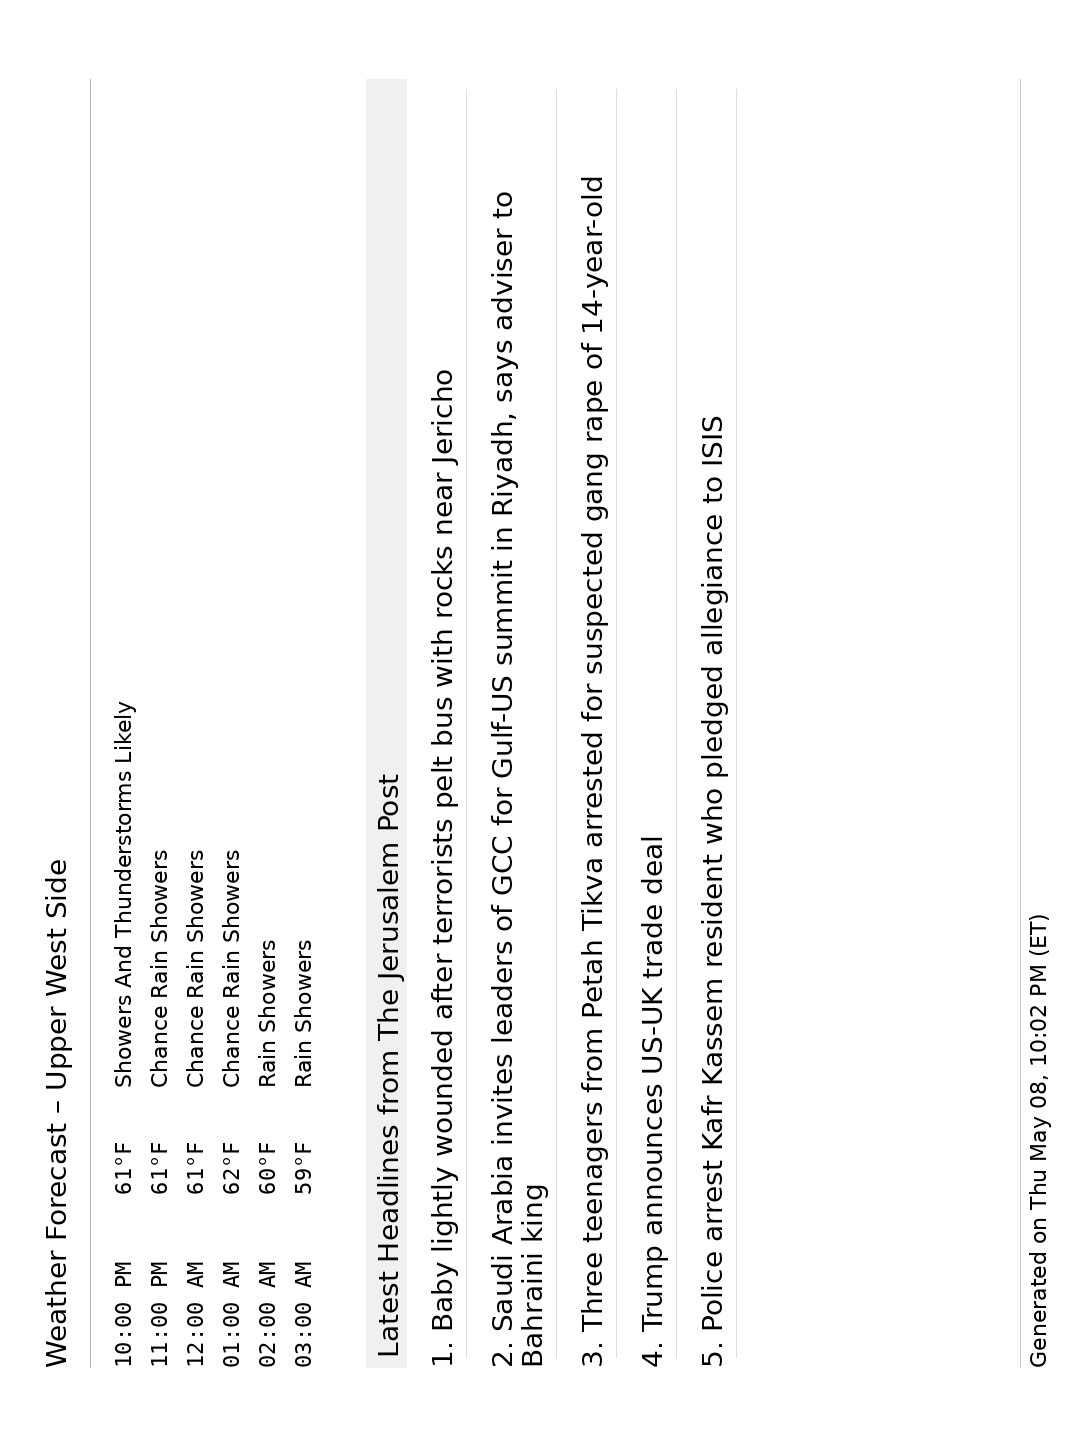 Weather Forecast – Upper West Side
10:00 PM 61°F Showers And Thunderstorms Likely
11:00 PM 61°F Chance Rain Showers
12:00 AM 61°F Chance Rain Showers
01:00 AM 62°F Chance Rain Showers
02:00 AM 60°F Rain Showers
03:00 AM 59°F Rain Showers
Latest Headlines from The Jerusalem Post
1. Baby lightly wounded after terrorists pelt bus with rocks near Jericho
2. Saudi Arabia invites leaders of GCC for Gulf-US summit in Riyadh, says adviser to
Bahraini king
3. Three teenagers from Petah Tikva arrested for suspected gang rape of 14-year-old
4. Trump announces US-UK trade deal
5. Police arrest Kafr Kassem resident who pledged allegiance to ISIS
Generated on Thu May 08, 10:02 PM (ET)